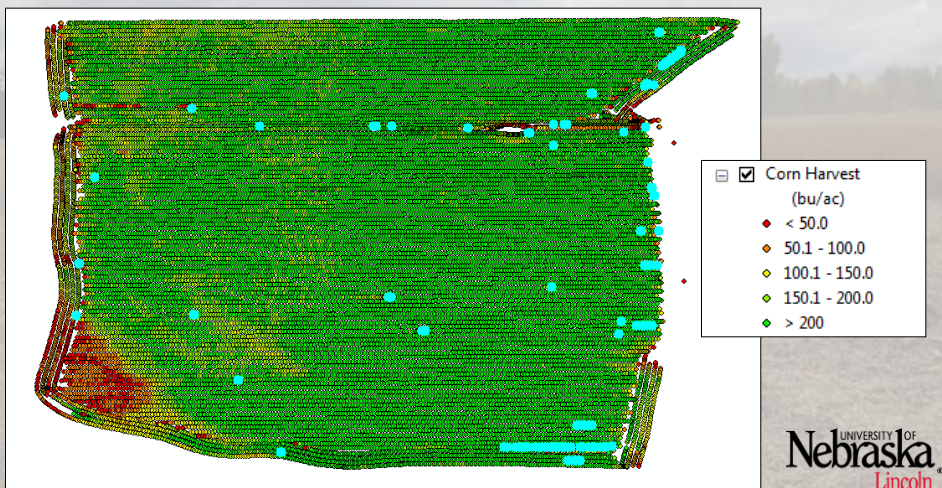 Corn Harvest
(bu/ac)
< 50.0
50.1 - 100.0
100.1 - 150.0
150.1 - 200.0
> 200
UNIVERSITY OF
Nebraska
Lincoln®